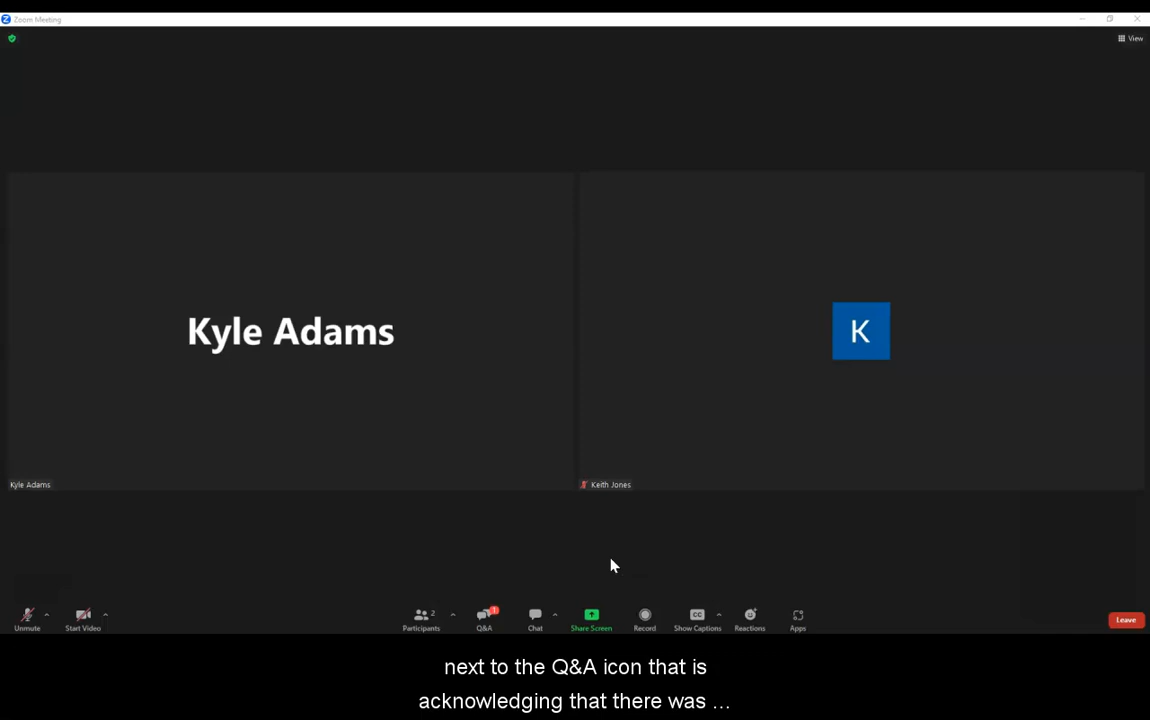 Zoom Meeting
View
Kyle Adams
K
Kyle Adams
Keith Jones
Unmute
Start Video
2
Participants
1
Q&A
Chat
Share Screen
Record
CC
Show Captions
Reactions
Apps
Leave
next to the Q&A icon that is
acknowledging that there was ...